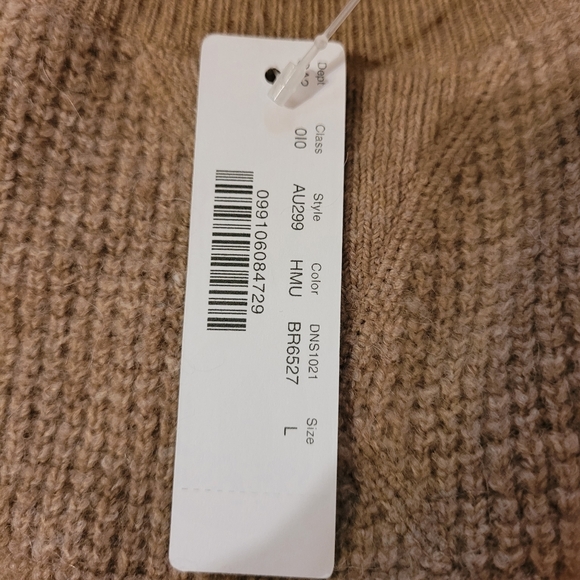 Dept Class Style Color DNS1021 Size
010 AU299 HMU BR6527 L
099106084729